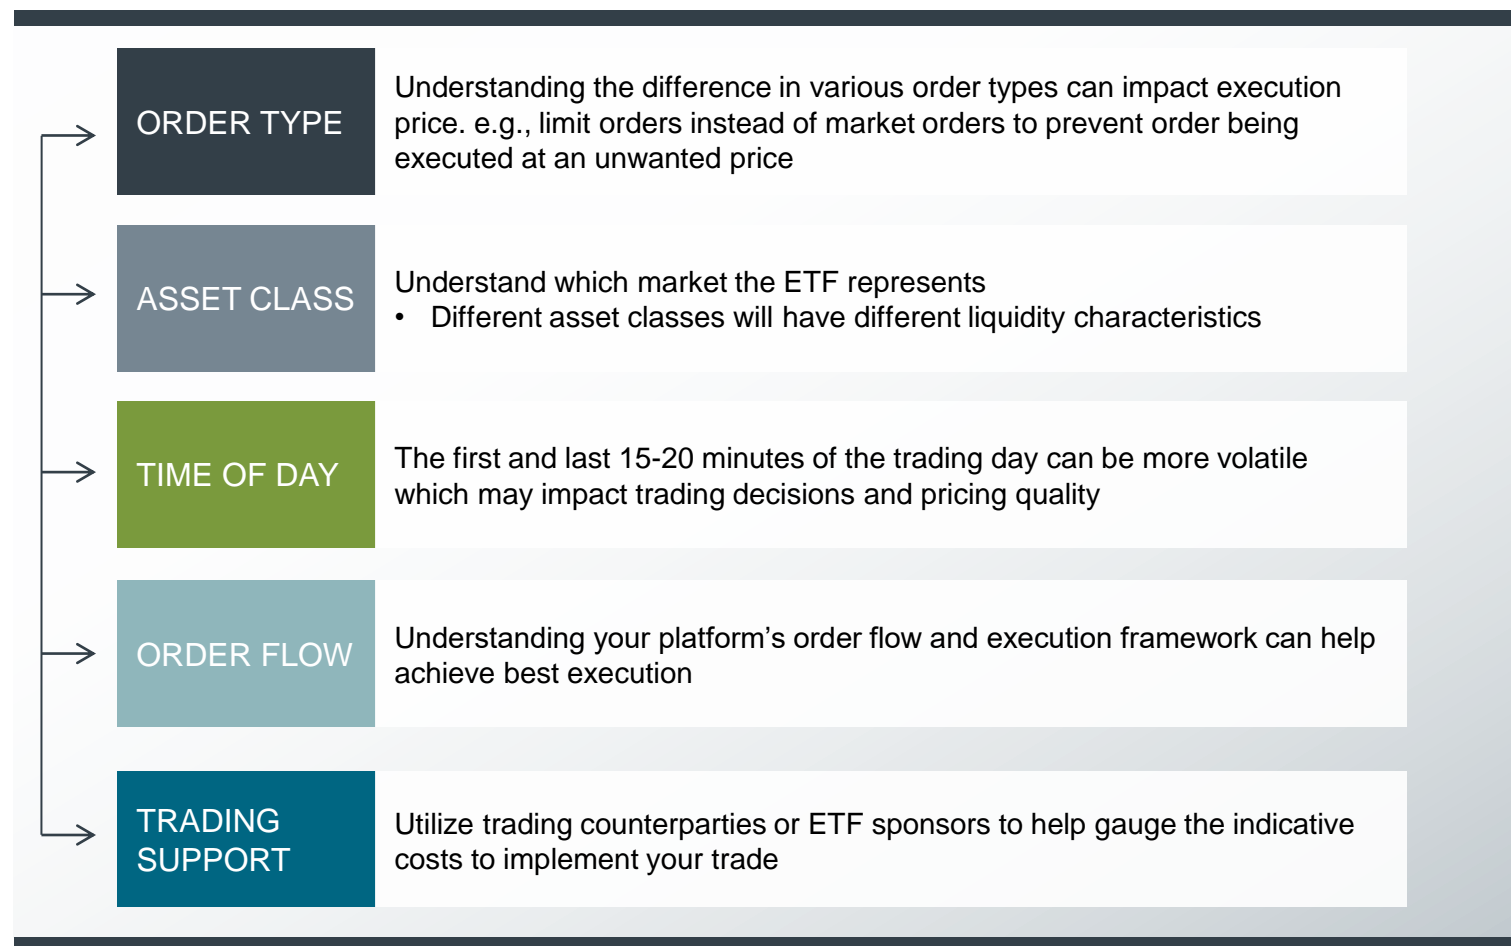 ORDER TYPE
Understanding the difference in various order types can impact execution
price. e.g., limit orders instead of market orders to prevent order being
executed at an unwanted price
ASSET CLASS
Understand which market the ETF represents
• Different asset classes will have different liquidity characteristics
TIME OF DAY
The first and last 15-20 minutes of the trading day can be more volatile
which may impact trading decisions and pricing quality
ORDER FLOW
Understanding your platform’s order flow and execution framework can help
achieve best execution
TRADING
SUPPORT
Utilize trading counterparties or ETF sponsors to help gauge the indicative
costs to implement your trade